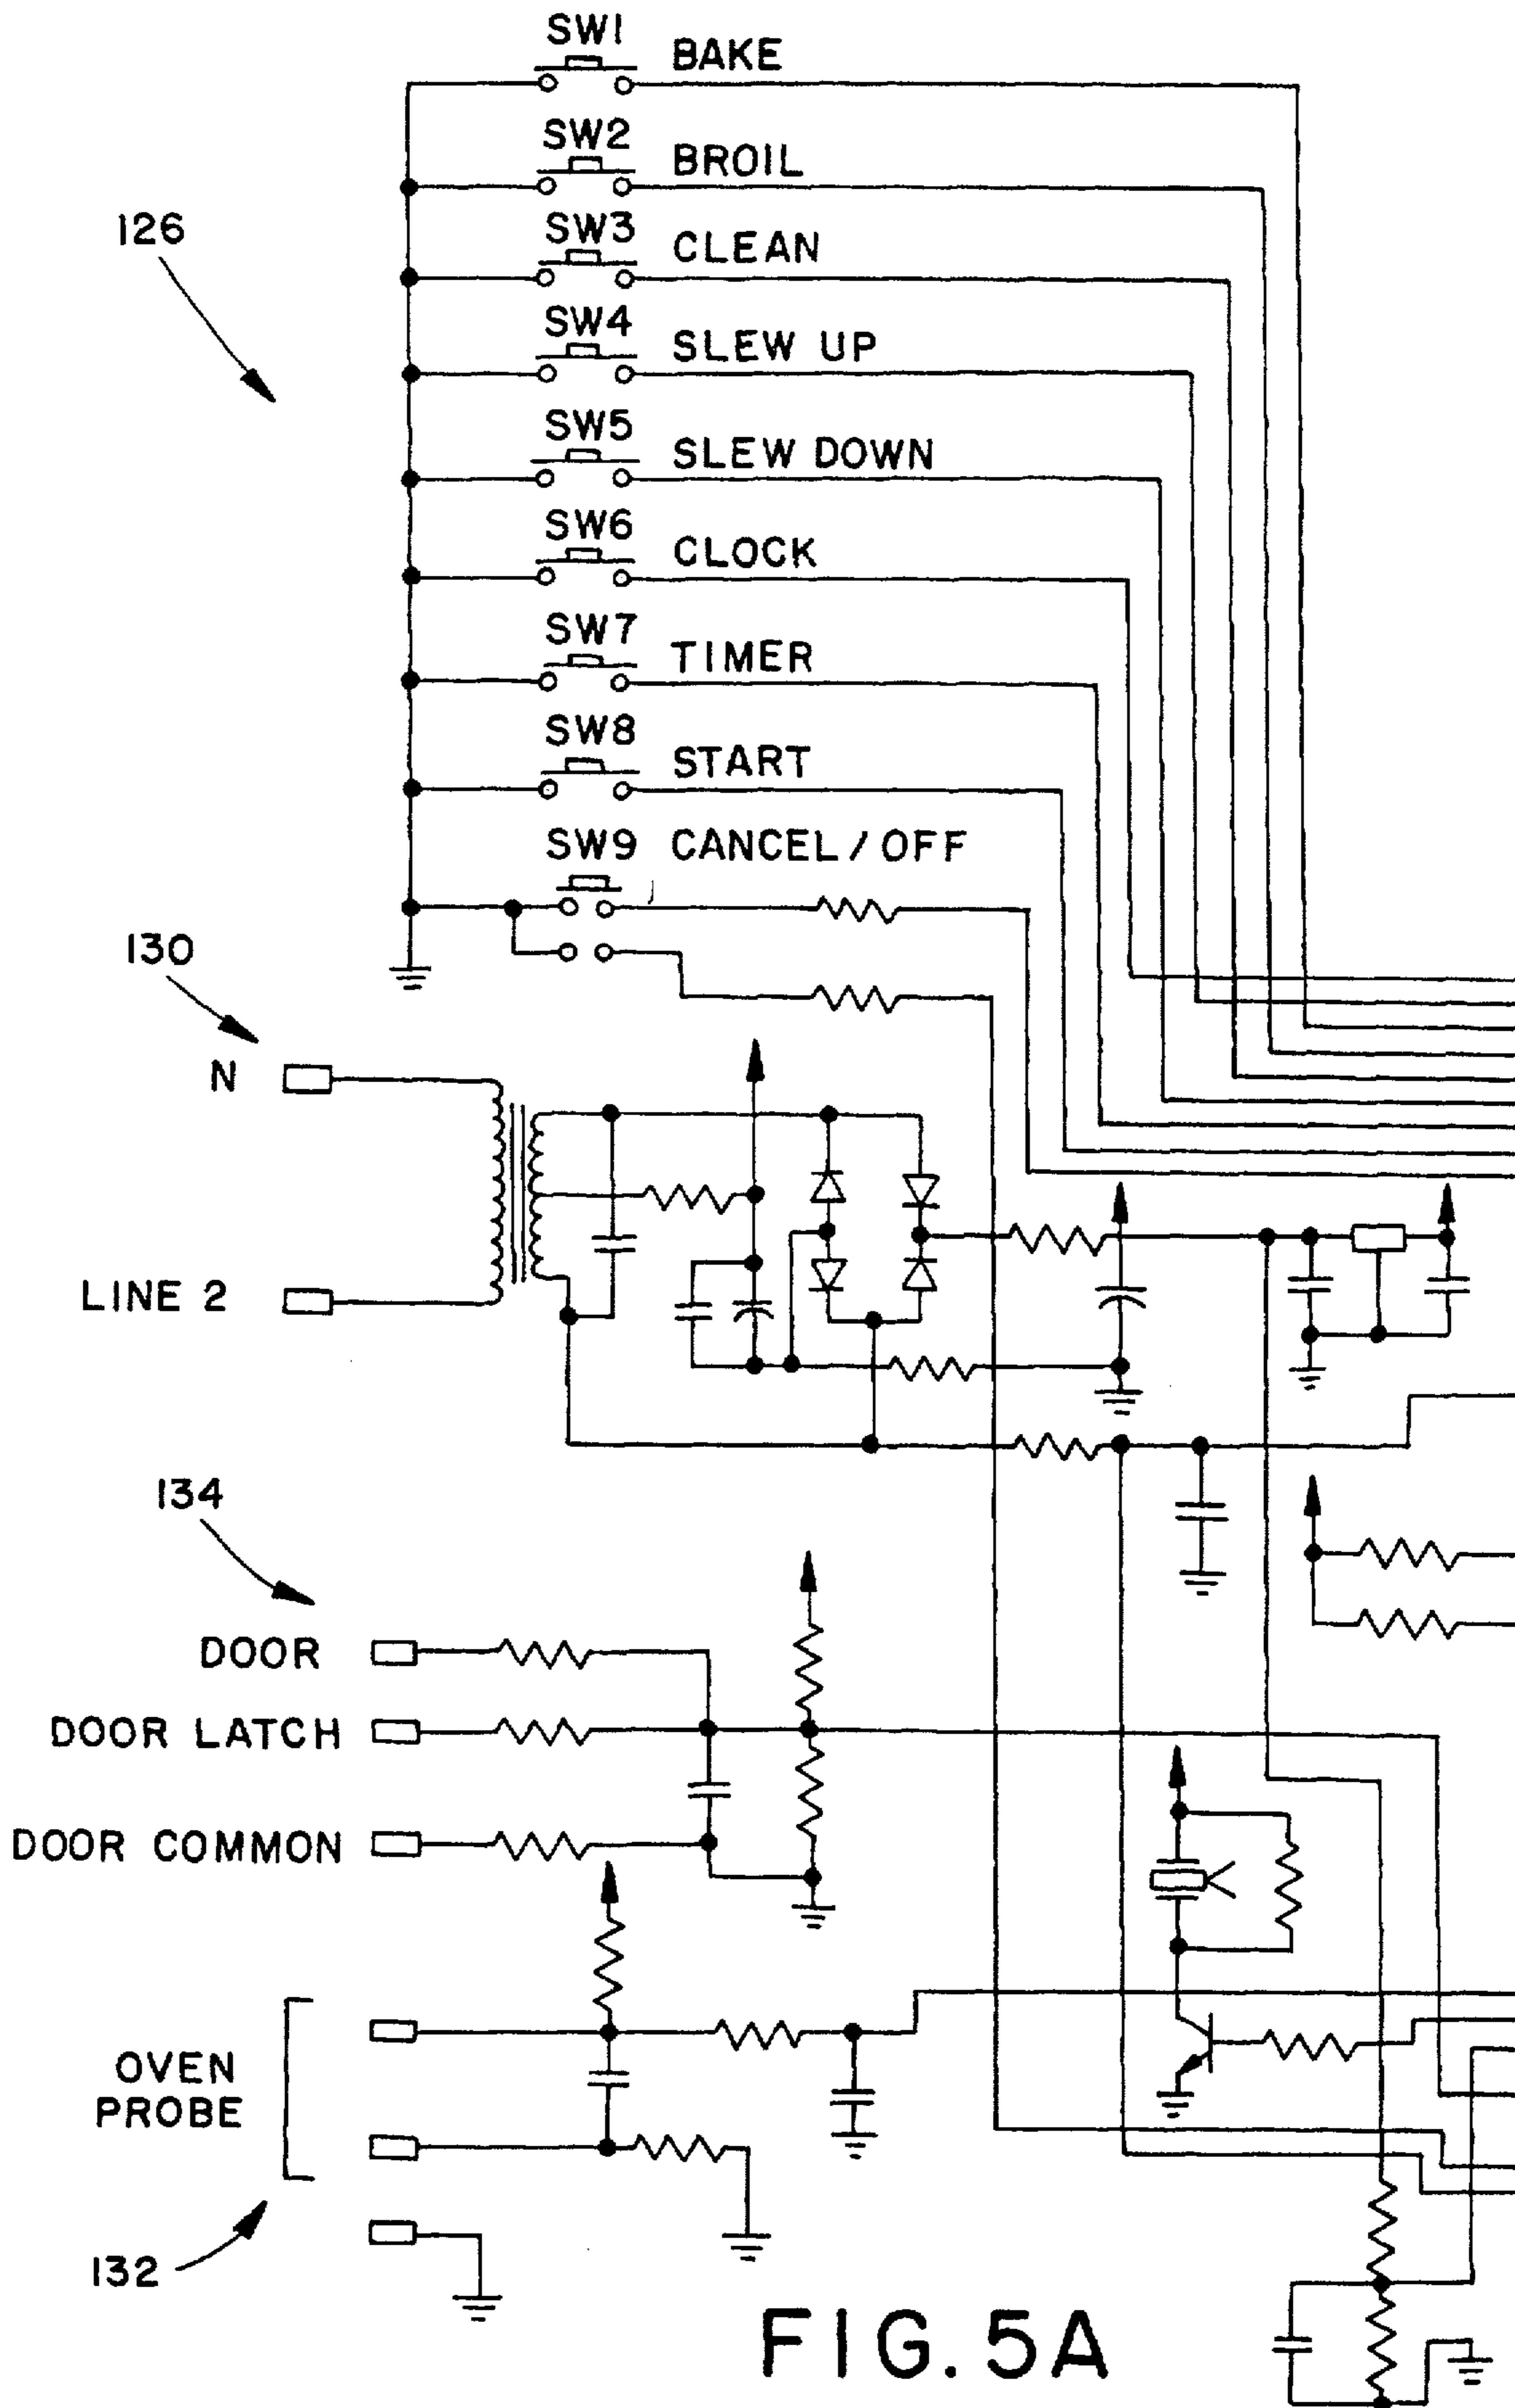 SW1 BAKE
SW2 BROIL
SW3 CLEAN
126
SW4 SLEW UP
SW5 SLEW DOWN
SW6 CLOCK
SW7 TIMER
SW8 START
SW9 CANCEL / OFF
130
N
LINE 2
134
DOOR
DOOR LATCH
DOOR COMMON
OVEN
PROBE
132
FIG. 5A